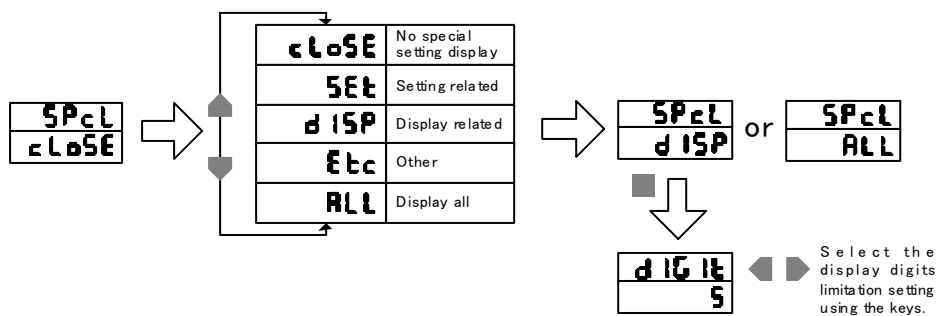 SPcL
cLoSE
cLoSE
No special
setting display
SEt
Setting related
dISP
Display related
Etc
Other
ALL
Display all
SPcL
dISP
or
SPcL
ALL
dIGIt
5
Select the
display digits
limitation setting
using the keys.